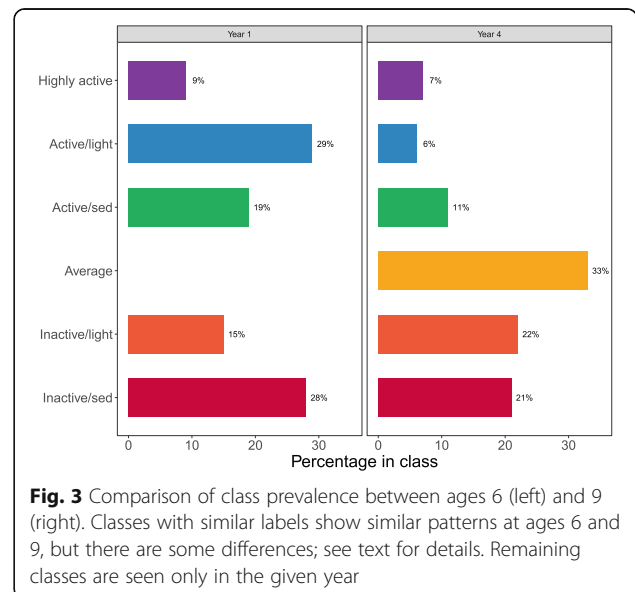 Year 1
Year 4
Highly active
9%
7%
Active/light
29%
6%
Active/sed
19%
11%
Average
33%
Inactive/light
15%
22%
Inactive/sed
28%
21%
0 10 20 30
0 10 20 30
Percentage in class
Fig. 3 Comparison of class prevalence between ages 6 (left) and 9
(right). Classes with similar labels show similar patterns at ages 6 and
9, but there are some differences; see text for details. Remaining
classes are seen only in the given year